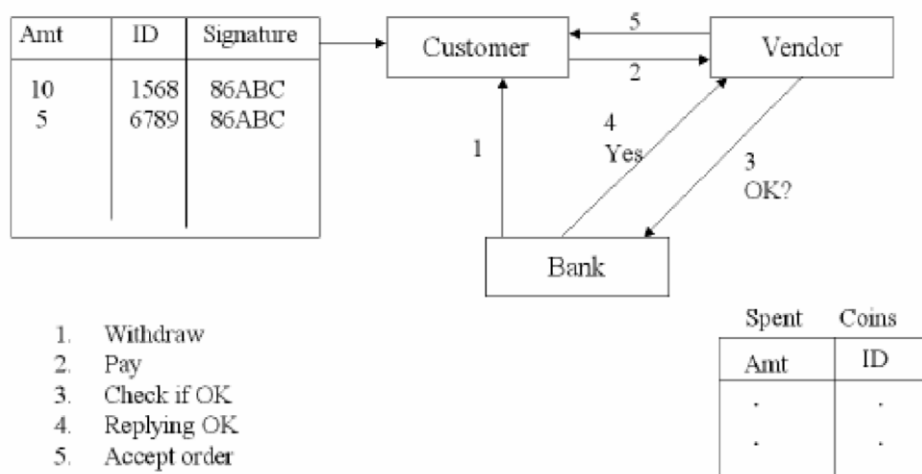 Amt ID Signature
10 1568 86ABC
5 6789 86ABC
Customer
5
2
Vendor
1
4
Yes
3
OK?
Bank
1. Withdraw
2. Pay
3. Check if OK
4. Replying OK
5. Accept order
Spent Coins
Amt ID
. .
. .